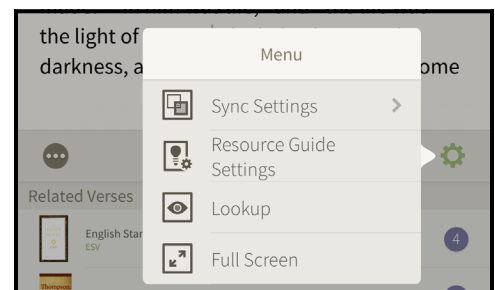 the light of
darkness, a
ome
Menu
Sync Settings
Resource Guide
Settings
Lookup
Full Screen
Related Verses
English Star
ESV
4
Thompson